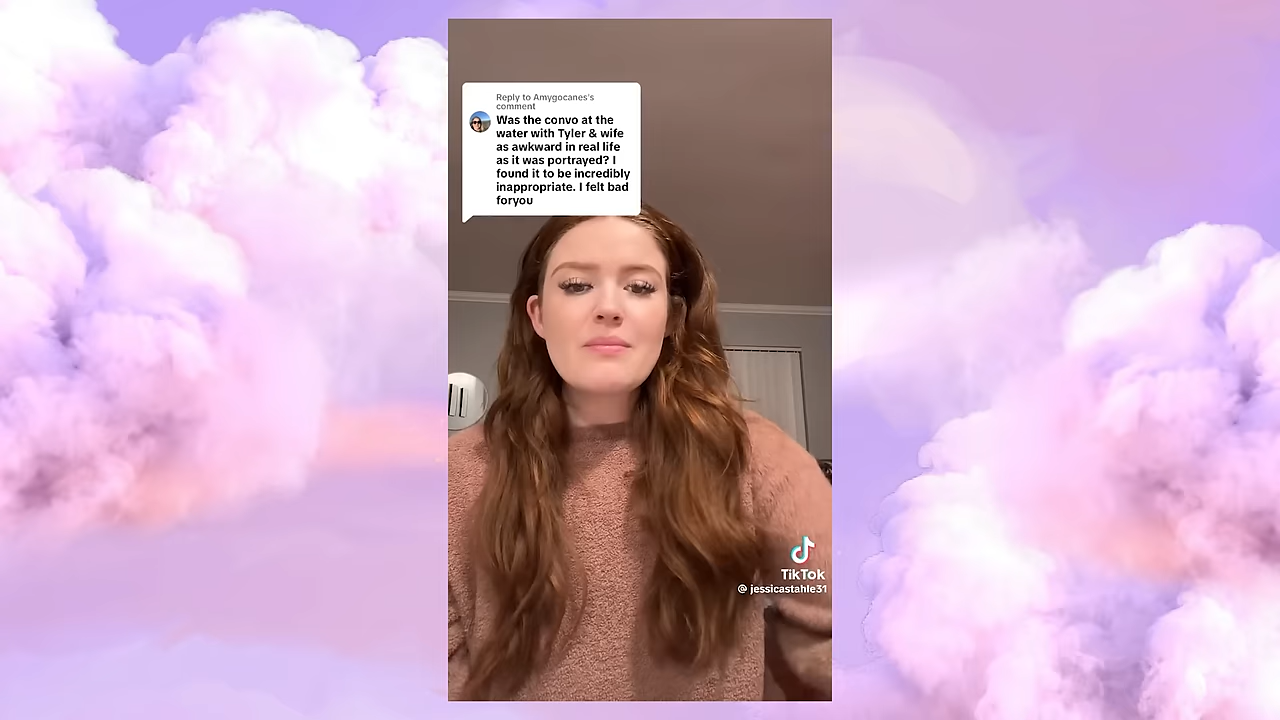 Reply to Amygocanes's
comment
Was the convo at the
water with Tyler & wife
as awkward in real life
as it was portrayed? I
found it to be incredibly
inappropriate. I felt bad
foryou
TikTok
@ jessicastahle31